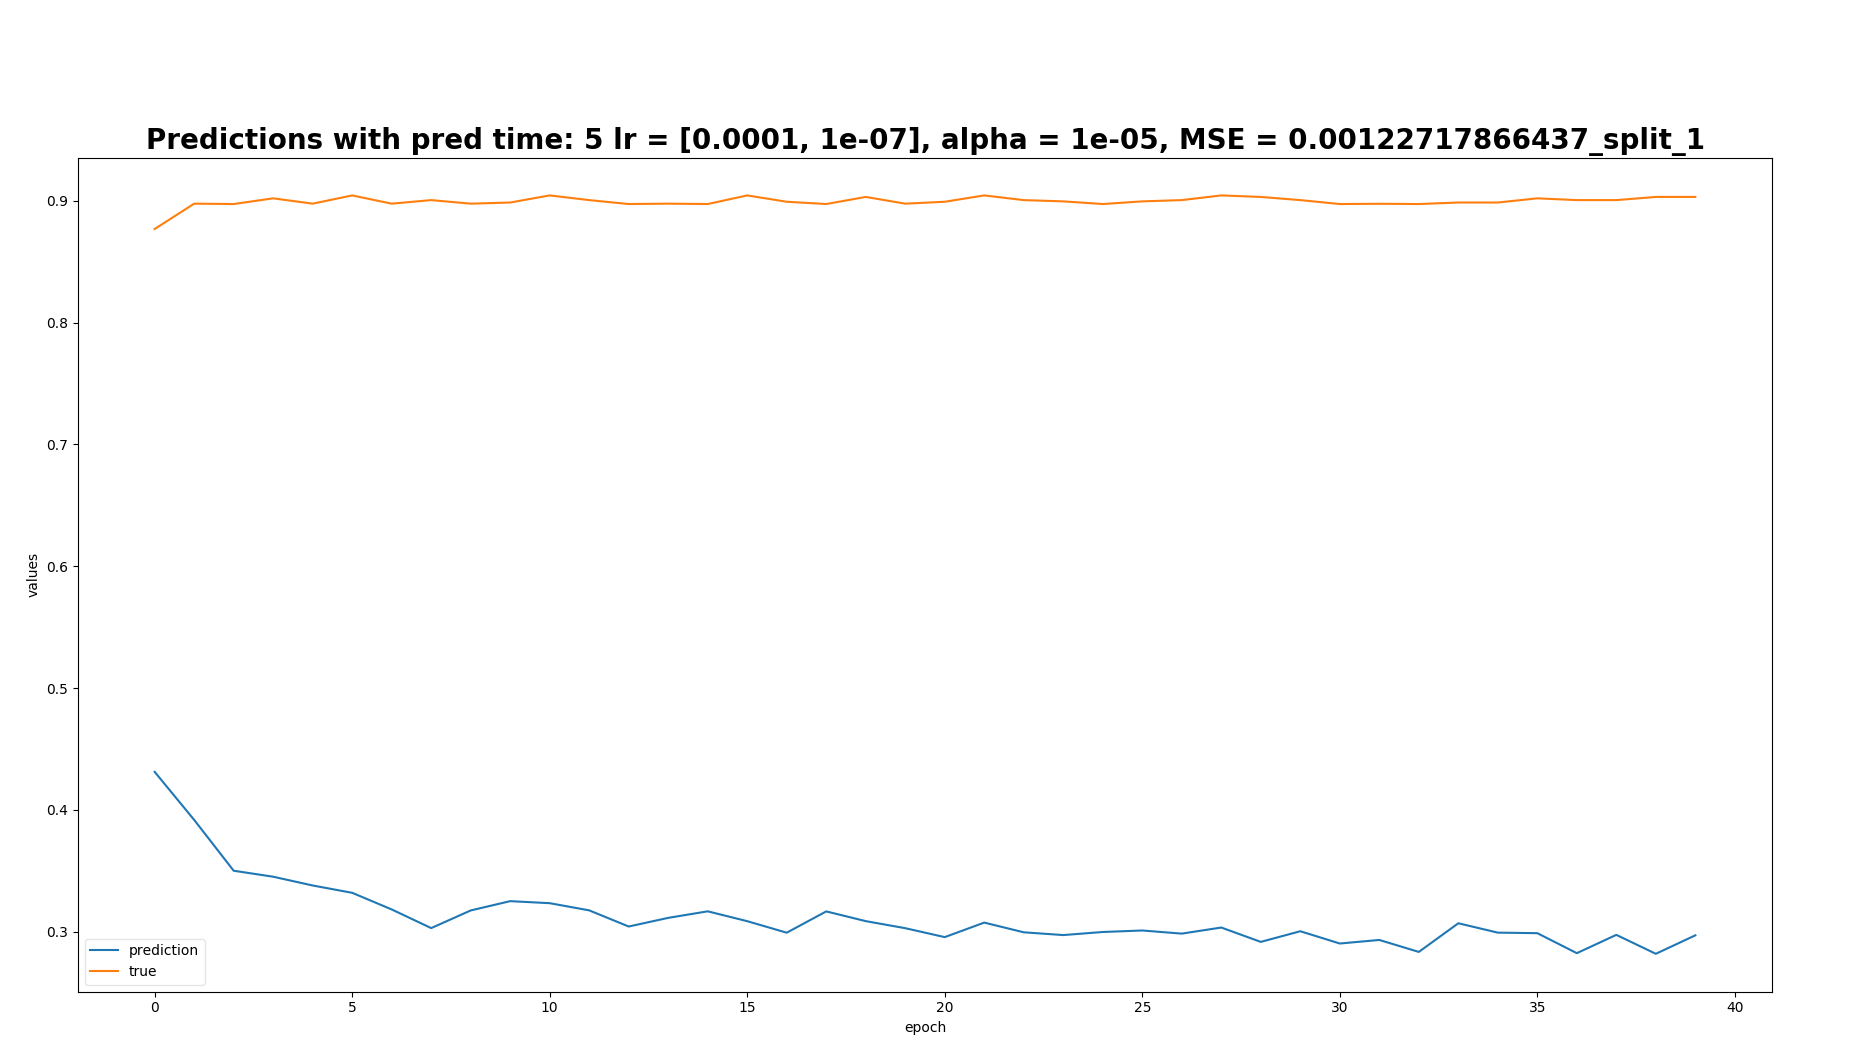 Predictions with pred time: 5 lr = [0.0001, 1e-07], alpha = 1e-05, MSE = 0.00122717866437_split_1
0.9
0.8
0.7
0.6
0.5
0.4
0.3
values
prediction
true
0 5 10 15 20 25 30 35 40
epoch